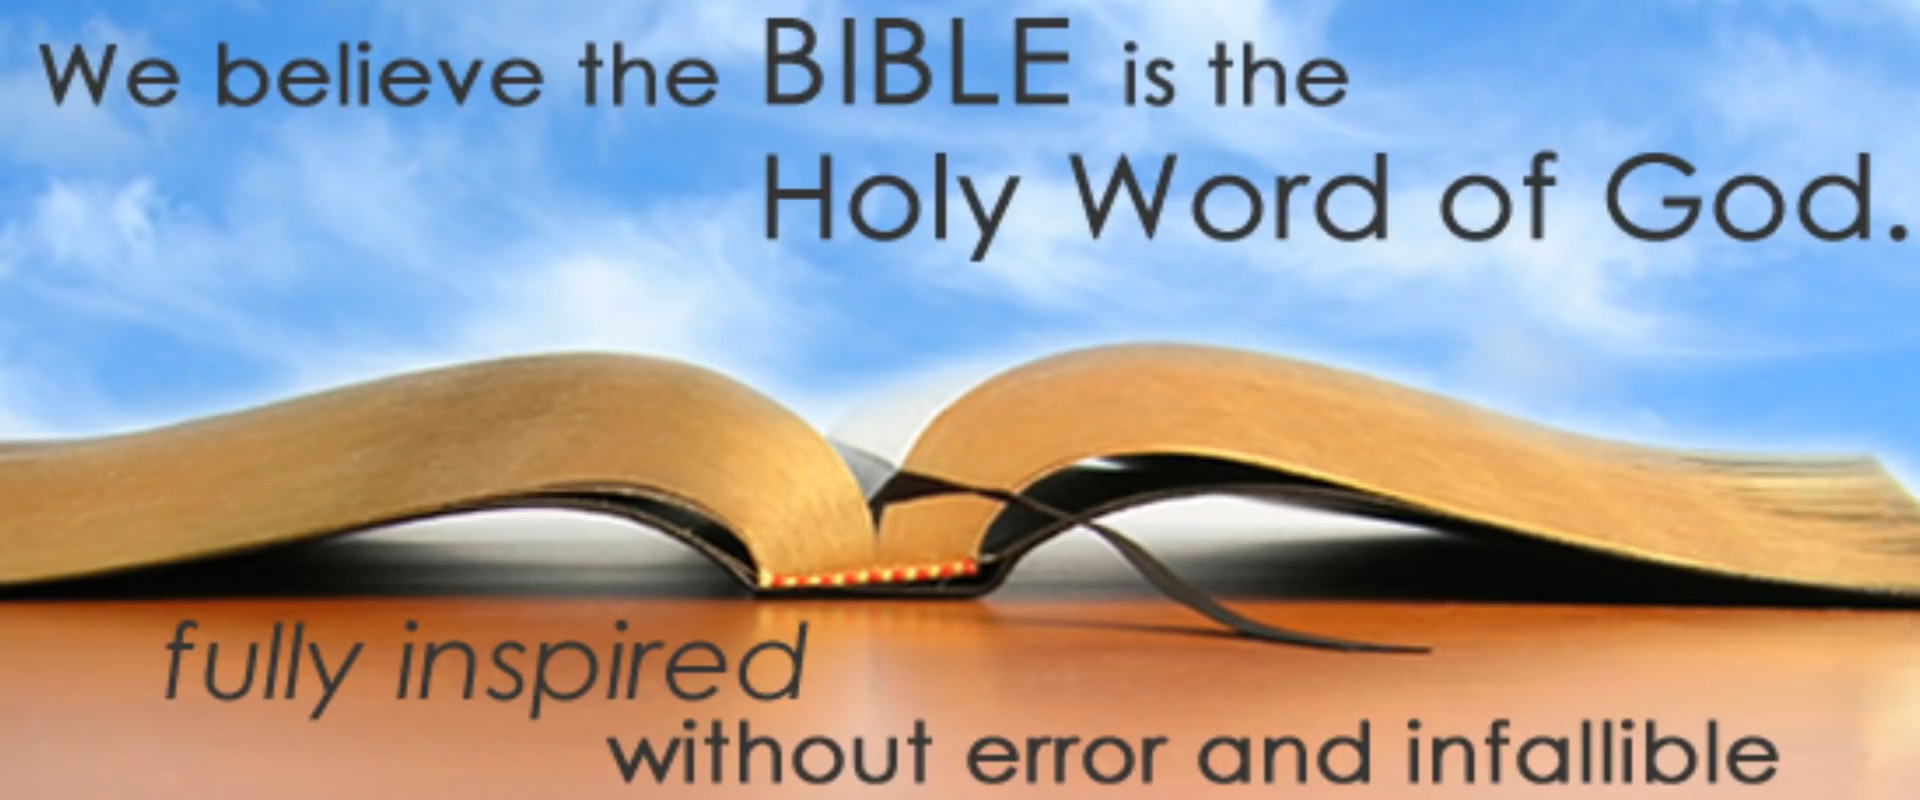 We believe the BIBLE is the
Holy Word of God.
fully inspired
without error and infallible